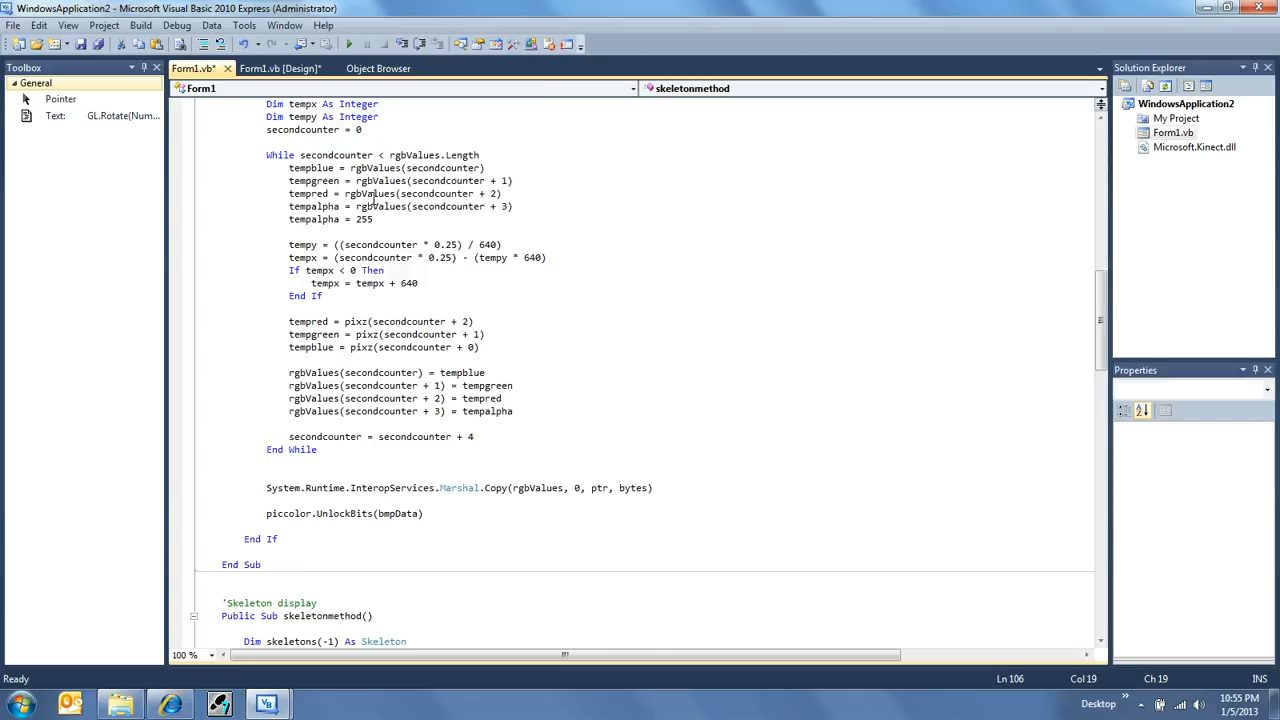 WindowsApplication2 - Microsoft Visual Basic 2010 Express (Administrator)
File Edit View Project Build Debug Data Tools Window Help
Toolbox
General
Pointer
Text: GL.Rotate(Num...
Form1.vb* Form1.vb [Design]* Object Browser
Form1 skeletonmethod
Dim tempx As Integer
Dim tempy As Integer
secondcounter = 0
While secondcounter < rgbValues.Length
tempblue = rgbValues(secondcounter)
tempgreen = rgbValues(secondcounter + 1)
tempred = rgbValues(secondcounter + 2)
tempalpha = rgbValues(secondcounter + 3)
tempalpha = 255
tempy = ((secondcounter * 0.25) / 640)
tempx = (secondcounter * 0.25) - (tempy * 640)
If tempx < 0 Then
tempx = tempx + 640
End If
tempred = pixz(secondcounter + 2)
tempgreen = pixz(secondcounter + 1)
tempblue = pixz(secondcounter + 0)
rgbValues(secondcounter) = tempblue
rgbValues(secondcounter + 1) = tempgreen
rgbValues(secondcounter + 2) = tempred
rgbValues(secondcounter + 3) = tempalpha
secondcounter = secondcounter + 4
End While
System.Runtime.InteropServices.Marshal.Copy(rgbValues, 0, ptr, bytes)
piccolor.UnlockBits(bmpData)
End If
End Sub
'Skeleton display
Public Sub skeletonmethod()
Dim skeletons(-1) As Skeleton
100 %
Solution Explorer
WindowsApplication2
My Project
Form1.vb
Microsoft.Kinect.dll
Properties
Ready Ln 106 Col 19 Ch 19 INS
Desktop
10:55 PM
1/5/2013